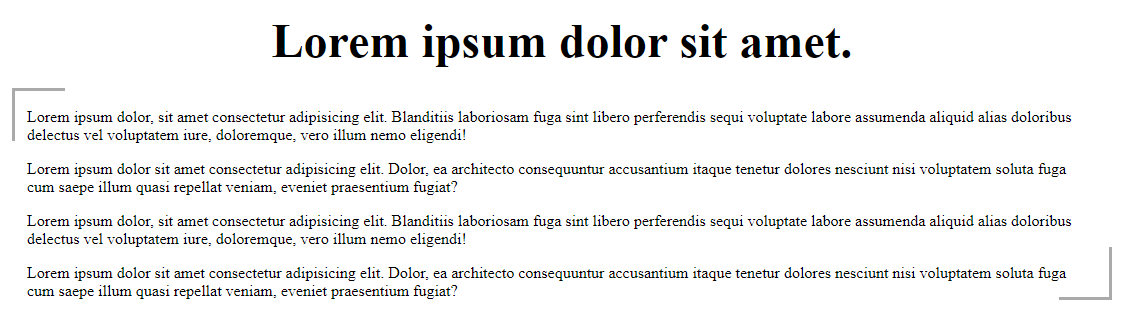 Lorem ipsum dolor sit amet.
Lorem ipsum dolor, sit amet consectetur adipisicing elit. Blanditiis laboriosam fuga sint libero perferendis sequi voluptate labore assumenda aliquid alias doloribus
delectus vel voluptatem iure, doloremque, vero illum nemo eligendi!
Lorem ipsum dolor sit amet consectetur adipisicing elit. Dolor, ea architecto consequuntur accusantium itaque tenetur dolores nesciunt nisi voluptatem soluta fuga
cum saepe illum quasi repellat veniam, eveniet praesentium fugiat?
Lorem ipsum dolor, sit amet consectetur adipisicing elit. Blanditiis laboriosam fuga sint libero perferendis sequi voluptate labore assumenda aliquid alias doloribus
delectus vel voluptatem iure, doloremque, vero illum nemo eligendi!
Lorem ipsum dolor sit amet consectetur adipisicing elit. Dolor, ea architecto consequuntur accusantium itaque tenetur dolores nesciunt nisi voluptatem soluta fuga
cum saepe illum quasi repellat veniam, eveniet praesentium fugiat?